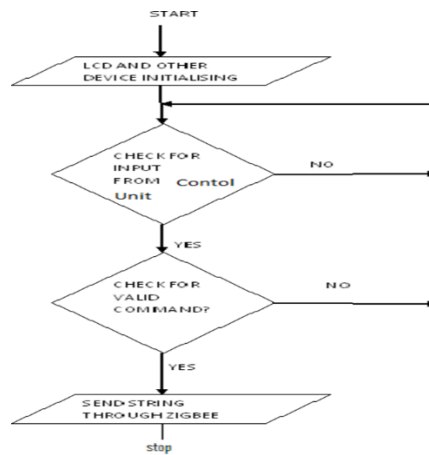 START
LCD AND OTHER
DEVICE INITIALISING
CHECK FOR
INPUT
FROM Contol
Unit
NO
YES
CHECK FOR
VALID
COMMAND?
NO
YES
SEND STRING
THROUGH ZIGBEE
stop